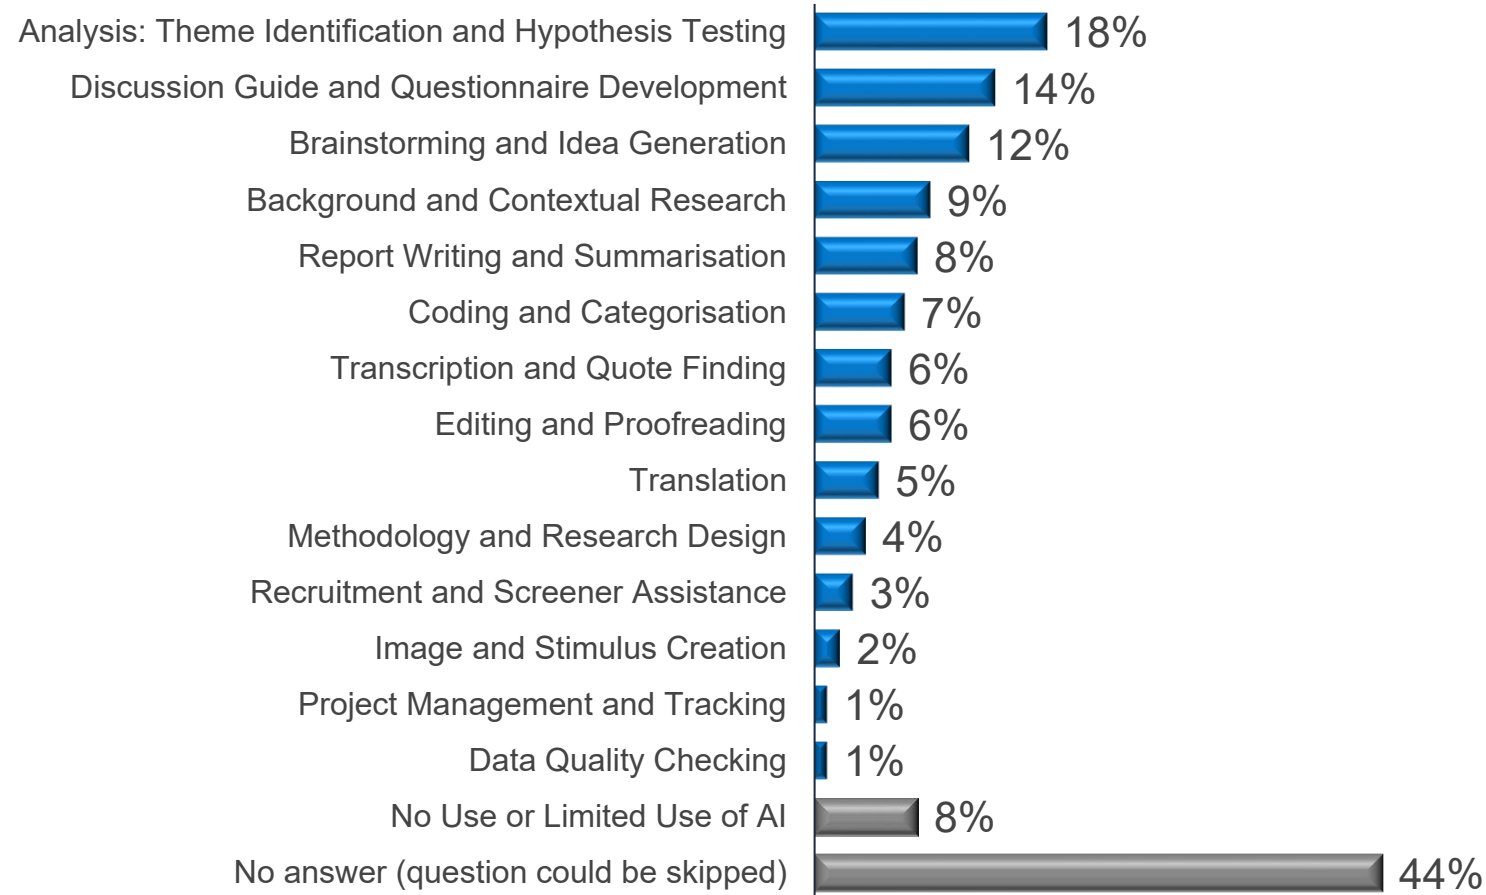 Analysis: Theme Identification and Hypothesis Testing 18%
Discussion Guide and Questionnaire Development 14%
Brainstorming and Idea Generation 12%
Background and Contextual Research 9%
Report Writing and Summarisation 8%
Coding and Categorisation 7%
Transcription and Quote Finding 6%
Editing and Proofreading 6%
Translation 5%
Methodology and Research Design 4%
Recruitment and Screener Assistance 3%
Image and Stimulus Creation 2%
Project Management and Tracking 1%
Data Quality Checking 1%
No Use or Limited Use of AI 8%
No answer (question could be skipped) 44%